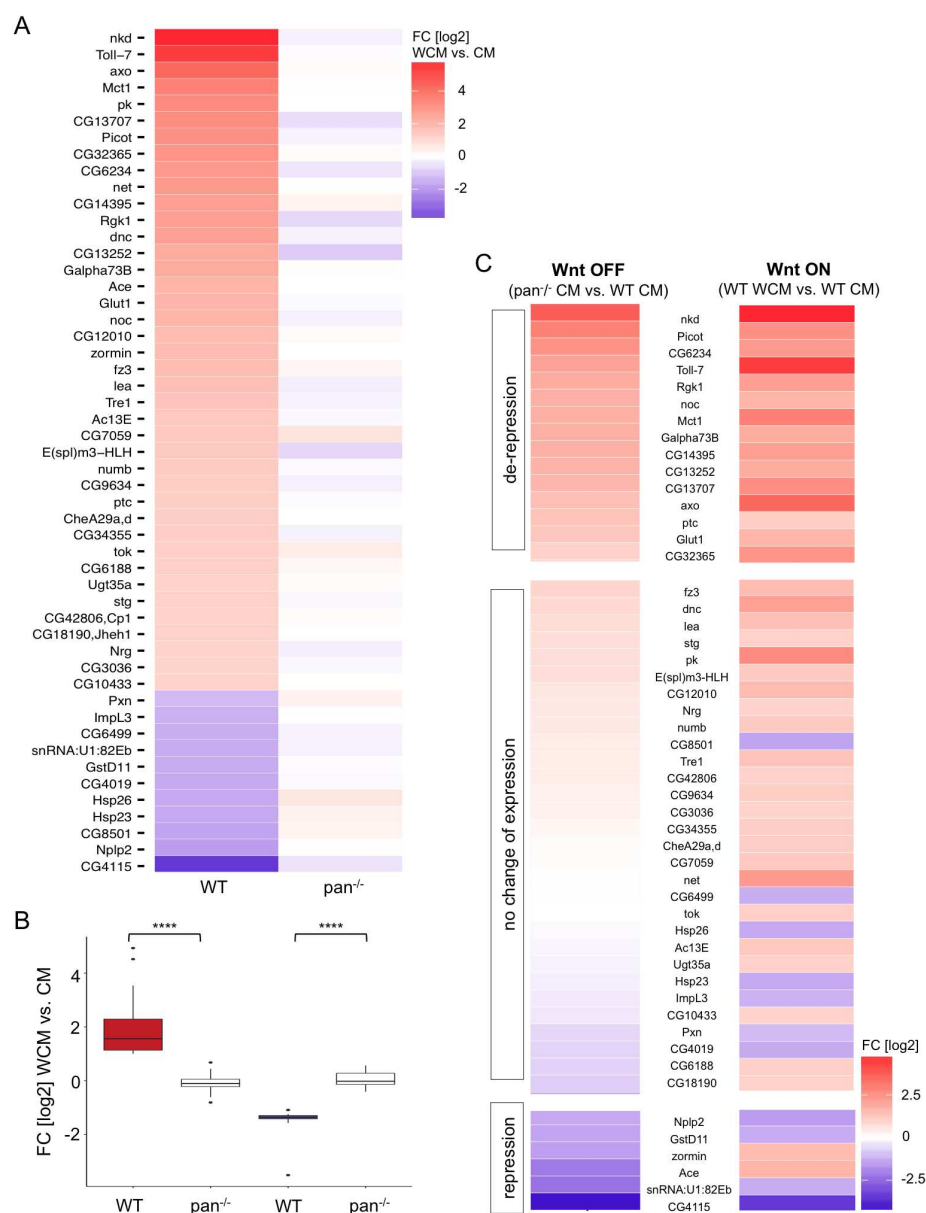 A
nkd
Toll-7
axo
Mct1
pk
CG13707
Picot
CG32365
CG6234
net
CG14395
Rgk1
dnc
CG13252
Galpha73B
Ace
Glut1
noc
CG12010
zormin
fz3
lea
Tre1
Ac13E
CG7059
E(spl)m3-HLH
numb
CG9634
ptc
CheA29a,d
CG34355
tok
CG6188
Ugt35a
stg
CG42806,Cp1
CG18190,Jheh1
Nrg
CG3036
CG10433
Pxn
ImpL3
CG6499
snRNA:U1:82Eb
GstD11
CG4019
Hsp26
Hsp23
CG8501
Nplp2
CG4115
WT pan-/-
FC [log2]
WCM vs. CM
4
2
0
-2
B
FC [log2] WCM vs. CM
4
2
0
-2
**** ****
WT pan-/- WT pan-/-
C
Wnt OFF Wnt ON
(pan-/- CM vs. WT CM) (WT WCM vs. WT CM)
de-repression
nkd
Picot
CG6234
Toll-7
Rgk1
noc
Mct1
Galpha73B
CG14395
CG13252
CG13707
axo
ptc
Glut1
CG32365
no change of expression
fz3
dnc
lea
stg
pk
E(spl)m3-HLH
CG12010
Nrg
numb
CG8501
Tre1
CG42806
CG9634
CG3036
CG34355
CheA29a,d
CG7059
net
CG6499
tok
Hsp26
Ac13E
Ugt35a
Hsp23
ImpL3
CG10433
Pxn
CG4019
CG6188
CG18190
repression
Nplp2
GstD11
zormin
Ace
snRNA:U1:82Eb
CG4115
FC [log2]
2.5
0
-2.5